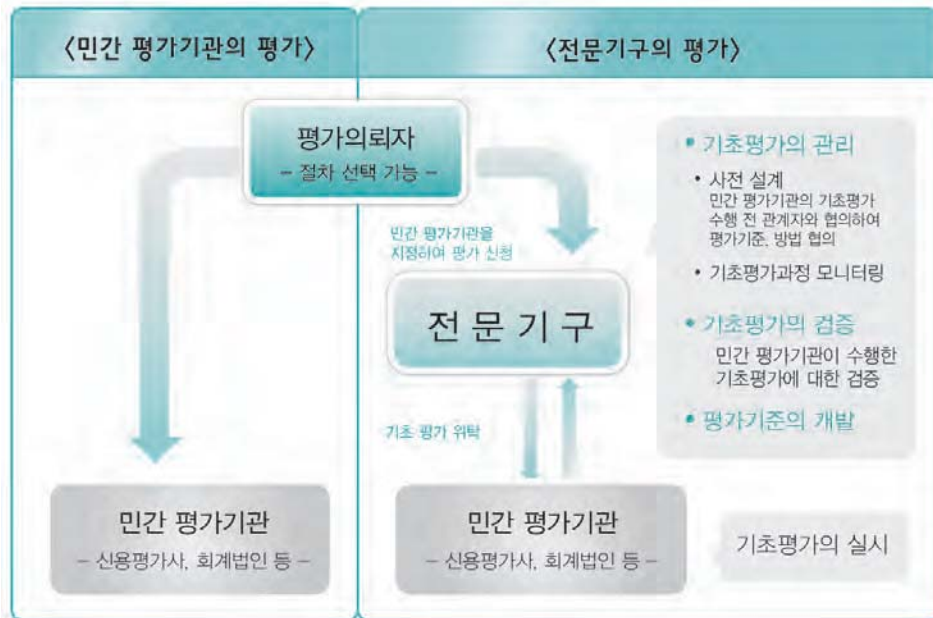 〈민간 평가기관의 평가〉
〈전문기구의 평가〉
평가의뢰자
- 절차 선택 가능 -
민간 평가기관을
지정하여 평가 신청
전 문 기 구
기초 평가 위탁
민간 평가기관
- 신용평가사, 회계법인 등 -
민간 평가기관
- 신용평가사, 회계법인 등 -
• 기초평가의 관리
• 사전 설계
민간 평가기관의 기초평가
수행 전 관계자와 협의하여
평가기준, 방법 협의
• 기초평가과정 모니터링
• 기초평가의 검증
민간 평가기관이 수행한
기초평가에 대한 검증
• 평가기준의 개발
기초평가의 실시